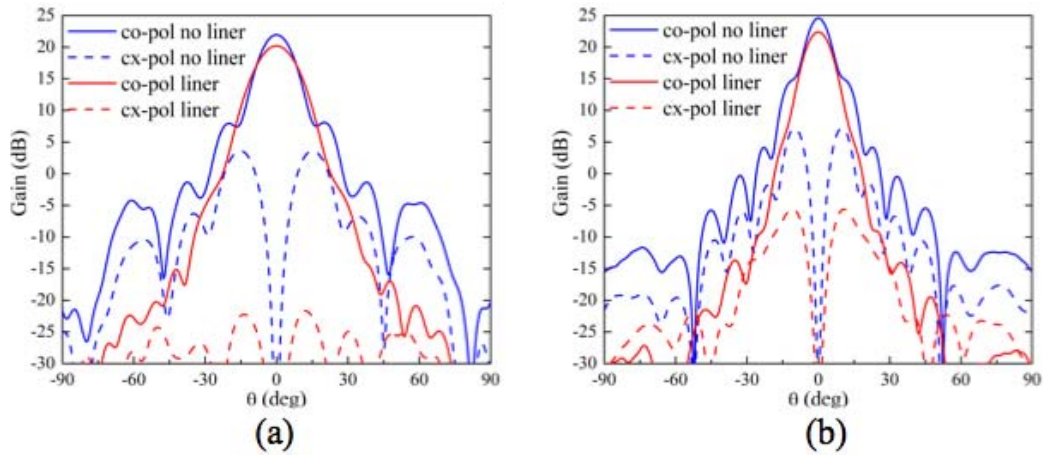 25
20
15
10
5
0
-5
-10
-15
-20
-25
-30
Gain (dB)
co-pol no liner
cx-pol no liner
co-pol liner
cx-pol liner
-90 -60 -30 0 30 60 90
θ (deg)
(a)
25
20
15
10
5
0
-5
-10
-15
-20
-25
-30
Gain (dB)
co-pol no liner
cx-pol no liner
co-pol liner
cx-pol liner
-90 -60 -30 0 30 60 90
θ (deg)
(b)